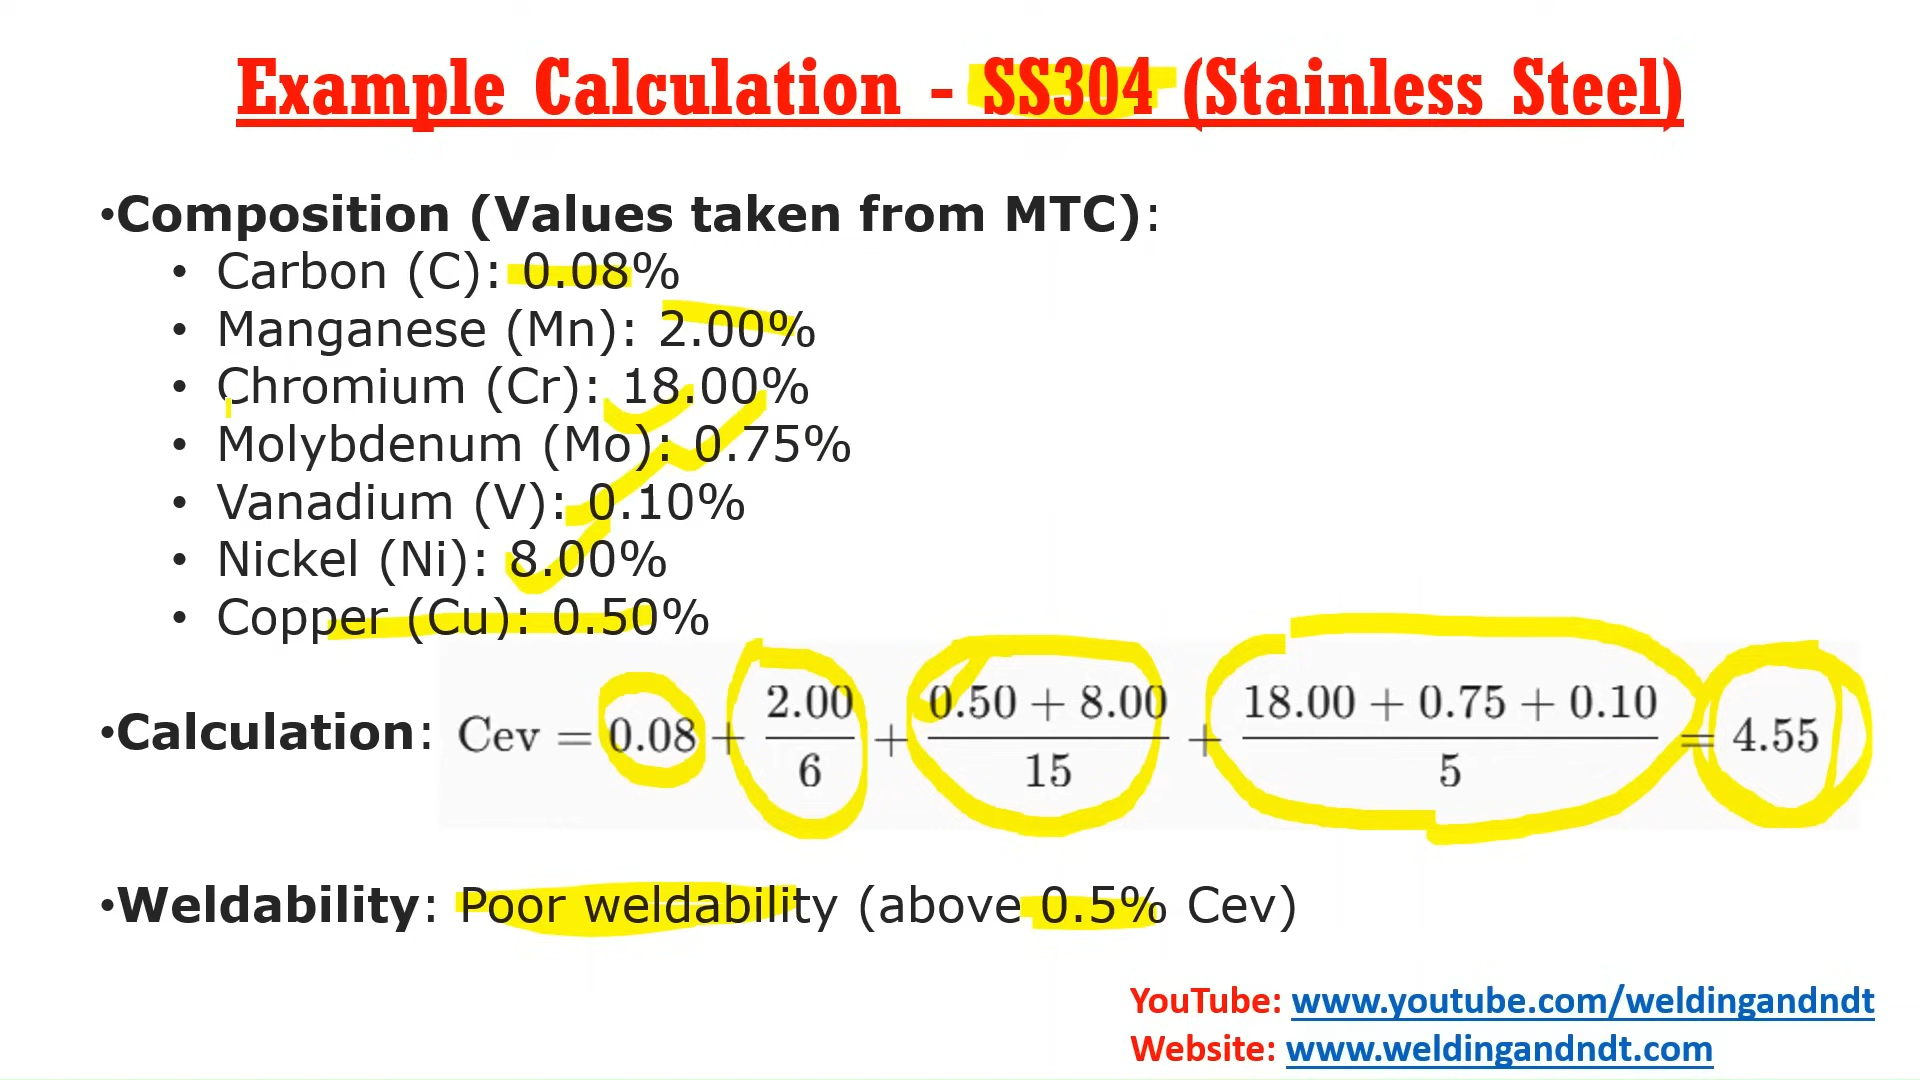 Example Calculation - SS304 (Stainless Steel)
•Composition (Values taken from MTC):
• Carbon (C): 0.08%
• Manganese (Mn): 2.00%
• Chromium (Cr): 18.00%
• Molybdenum (Mo): 0.75%
• Vanadium (V): 0.10%
• Nickel (Ni): 8.00%
• Copper (Cu): 0.50%
•Calculation: Cev = 0.08 + 2.00/6 + (0.50 + 8.00)/15 + (18.00 + 0.75 + 0.10)/5 = 4.55
•Weldability: Poor weldability (above 0.5% Cev)
YouTube: www.youtube.com/weldingandndt
Website: www.weldingandndt.com